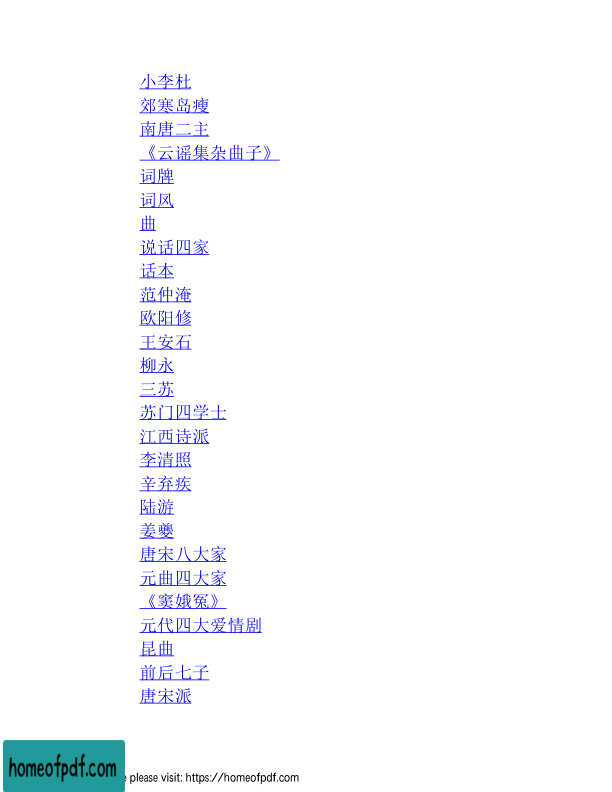 小李杜
郊寒岛瘦
南唐二主
《云谣集杂曲子》
词牌
词风
曲
说话四家
话本
范仲淹
欧阳修
王安石
柳永
三苏
苏门四学士
江西诗派
李清照
辛弃疾
陆游
姜夔
唐宋八大家
元曲四大家
《窦娥冤》
元代四大爱情剧
昆曲
前后七子
唐宋派
homeofpdf.com
please visit: https://homeofpdf.com